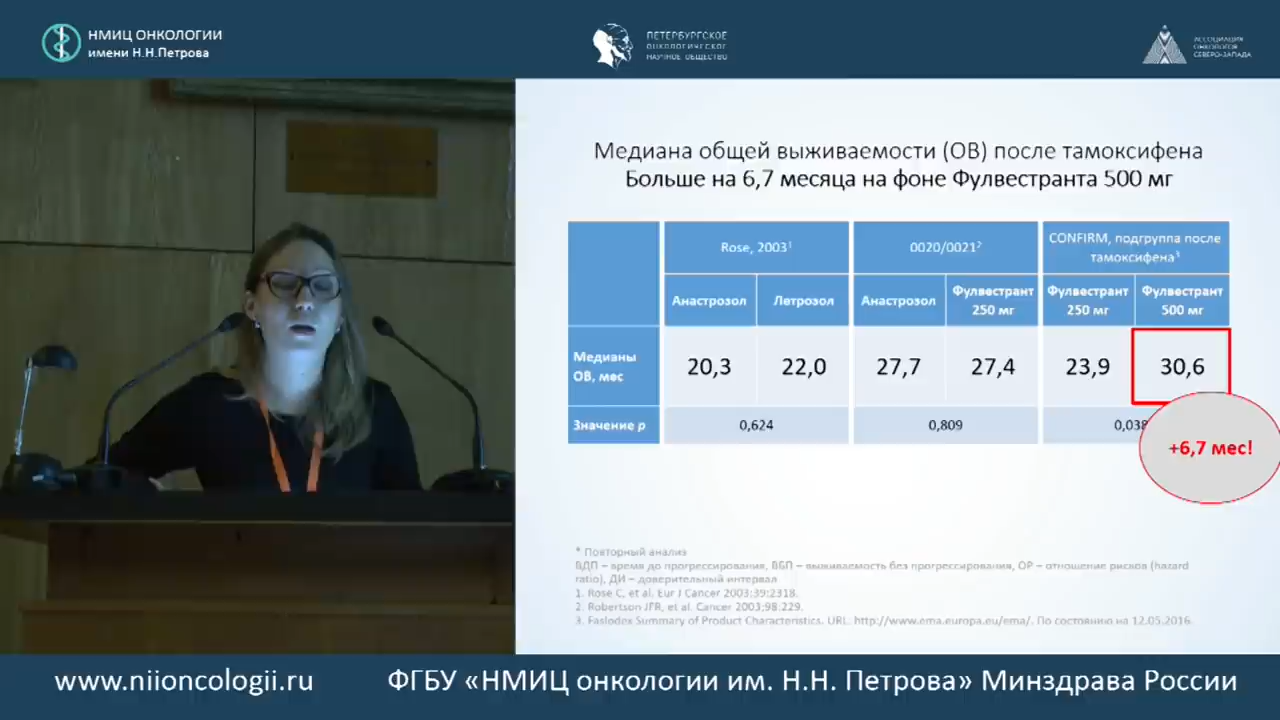 НМИЦ ОНКОЛОГИИ
имени Н.Н.Петрова
ПЕТЕРБУРГСКОЕ
ОНКОЛОГИЧЕСКОЕ
НАУЧНОЕ ОБЩЕСТВО
АССОЦИАЦИЯ
ОНКОЛОГОВ
СЕВЕРО-ЗАПАДА
Медиана общей выживаемости (ОВ) после тамоксифена
Больше на 6,7 месяца на фоне Фулвестранта 500 мг
Rose, 2003¹
0020/0021²
CONFIRM, подгруппа после
тамоксифена³
Анастрозол
Летрозол
Анастрозол
Фулвестрант
250 мг
Фулвестрант
250 мг
Фулвестрант
500 мг
Медианы
ОВ, мес
20,3
22,0
27,7
27,4
23,9
30,6
Значение p
0,624
0,809
0,038
+6,7 мес!
* Повторный анализ
ВДП – время до прогрессирования, ВБП – выживаемость без прогрессирования, ОР – отношение рисков (hazard
ratio), ДИ – доверительный интервал
1. Rose C, et al. Eur J Cancer 2003;39:2318.
2. Robertson JFR, et al. Cancer 2003;98:229.
3. Faslodex Summary of Product Characteristics. URL: http://www.ema.europa.eu/ema/. По состоянию на 12.05.2016.
www.niioncologii.ru
ФГБУ «НМИЦ онкологии им. Н.Н. Петрова» Минздрава России